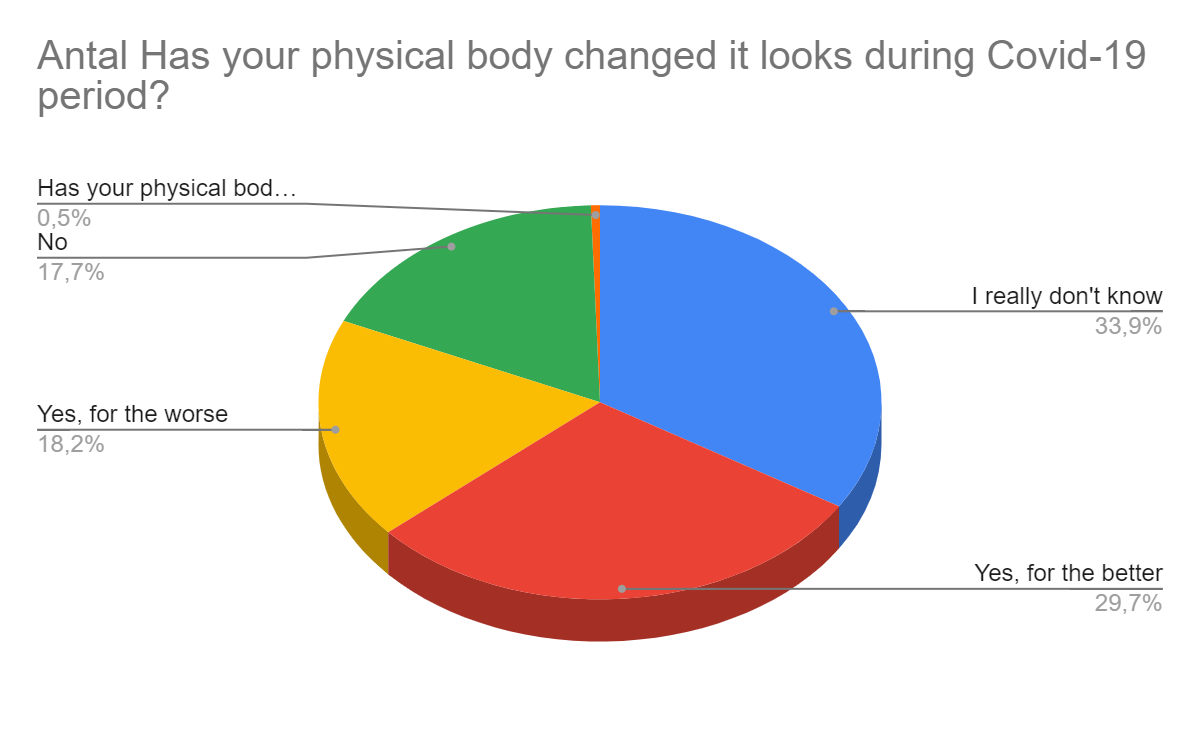 Antal Has your physical body changed it looks during Covid-19
period?
Has your physical bod…
0,5%
No
17,7%
Yes, for the worse
18,2%
I really don't know
33,9%
Yes, for the better
29,7%